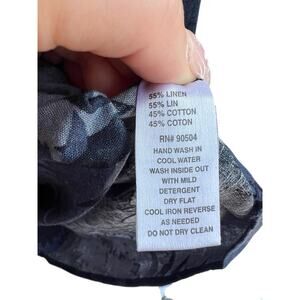 55% LINEN
55% LIN
45% COTTON
45% COTON
RN# 90504
HAND WASH IN
COOL WATER
WASH INSIDE OUT
WITH MILD
DETERGENT
DRY FLAT
COOL IRON REVERSE
AS NEEDED
DO NOT DRY CLEAN